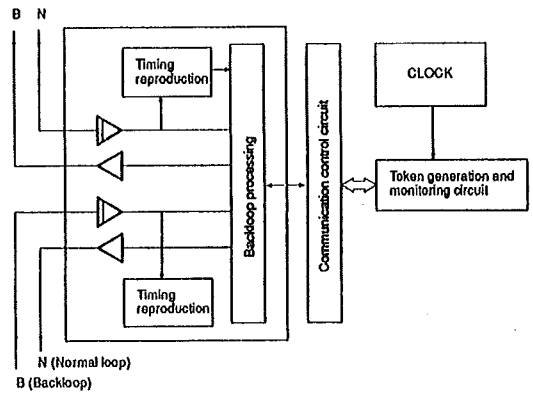 B N
Timing
reproduction
CLOCK
Backloop processing
Communication control circuit
Token generation and
monitoring circuit
Timing
reproduction
N (Normal loop)
B (Backloop)